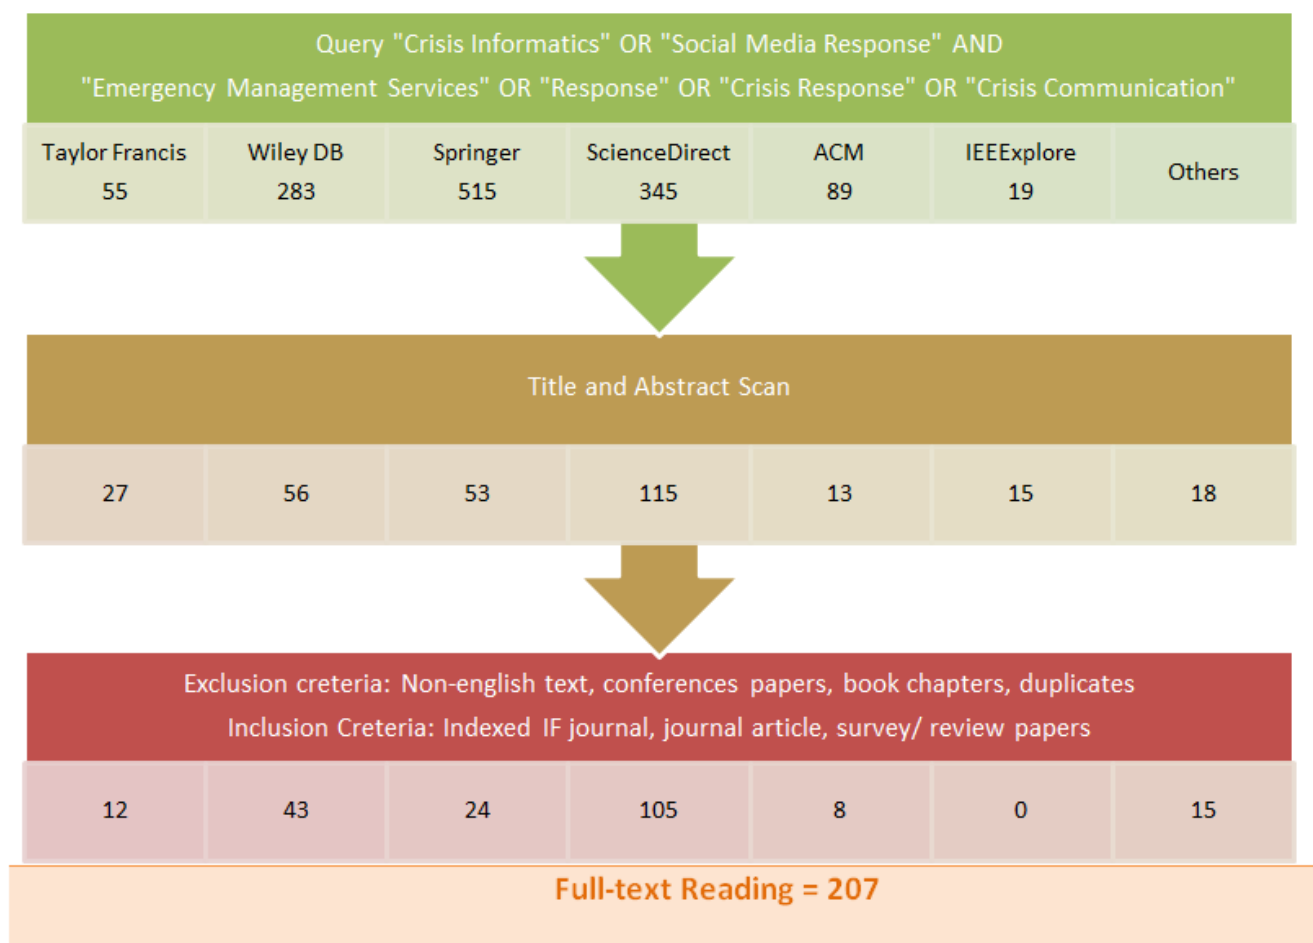 Query "Crisis Informatics" OR "Social Media Response" AND
"Emergency Management Services" OR "Response" OR "Crisis Response" OR "Crisis Communication"
Taylor Francis Wiley DB Springer ScienceDirect ACM IEEExplore Others
55 283 515 345 89 19
Title and Abstract Scan
27 56 53 115 13 15 18
Exclusion creteria: Non-english text, conferences papers, book chapters, duplicates
Inclusion Creteria: Indexed IF journal, journal article, survey/ review papers
12 43 24 105 8 0 15
Full-text Reading = 207